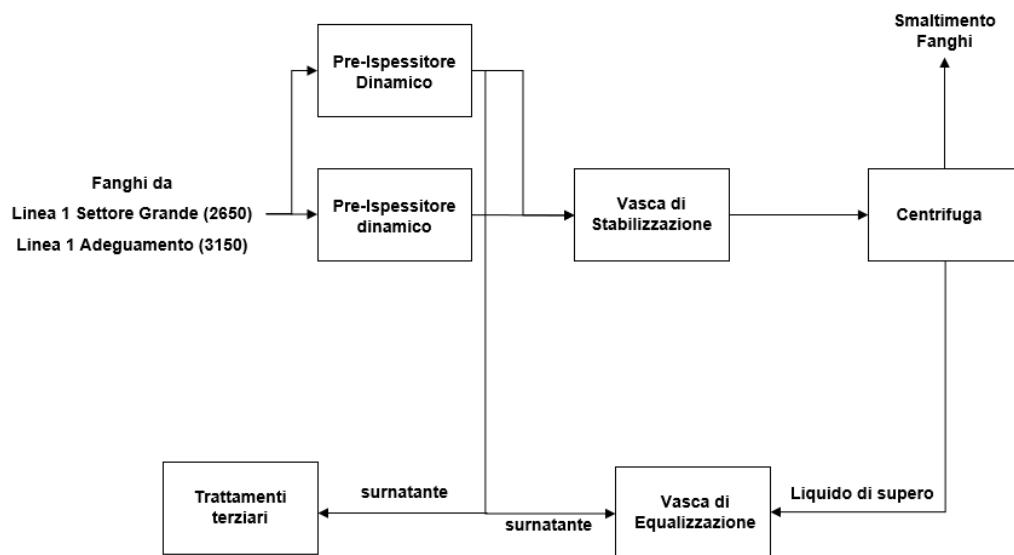 Smaltimento
Fanghi
Pre-Ispessitore
Dinamico
Fanghi da
Linea 1 Settore Grande (2650)
Linea 1 Adeguamento (3150)
Pre-Ispessitore
dinamico
Vasca di
Stabilizzazione
Centrifuga
Trattamenti
terziari
surnatante
surnatante
Vasca di
Equalizzazione
Liquido di supero